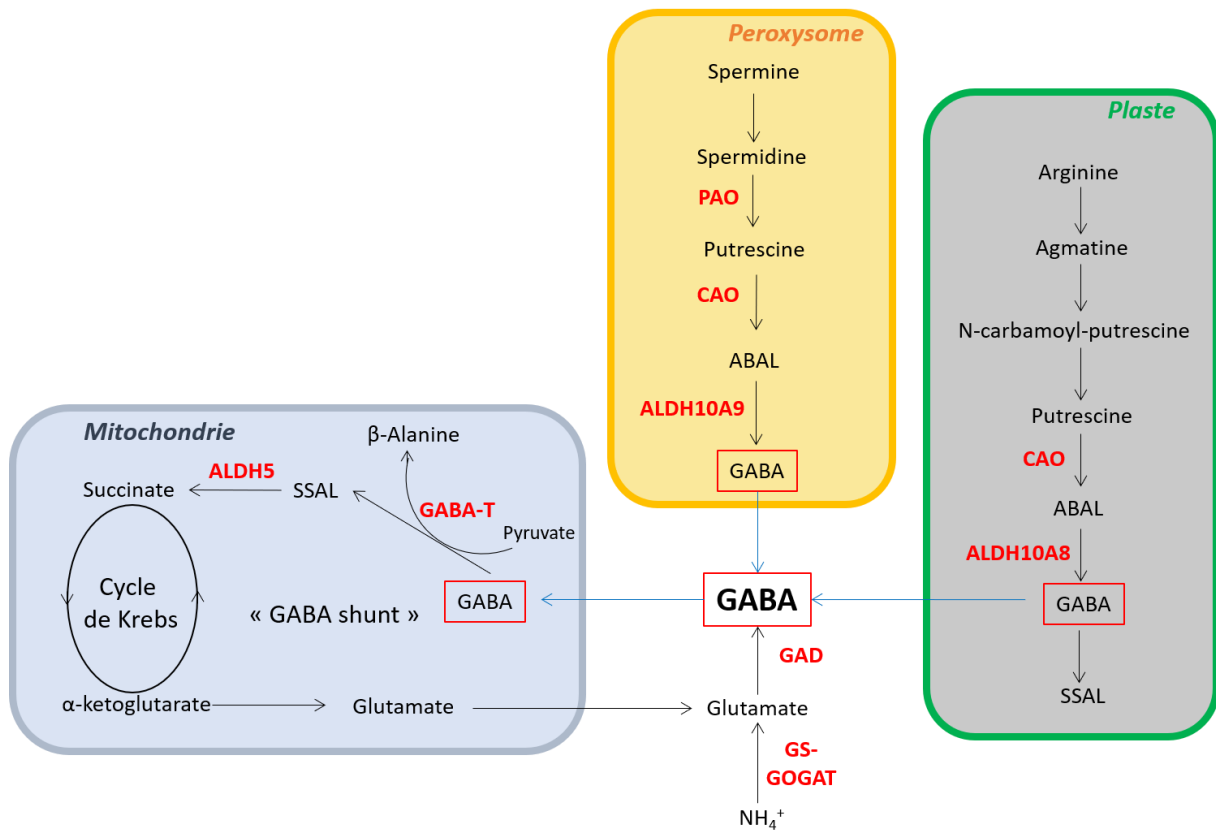 Peroxysome
Spermine
Spermidine
PAO
Putrescine
CAO
ABAL
ALDH10A9
GABA
Plaste
Arginine
Agmatine
N-carbamoyl-putrescine
Putrescine
CAO
ABAL
ALDH10A8
GABA
SSAL
Mitochondrie
β-Alanine
ALDH5
Succinate
SSAL
GABA-T
Pyruvate
Cycle
de Krebs
« GABA shunt »
GABA
GABA
GAD
α-ketoglutarate
Glutamate
Glutamate
GS-
GOGAT
NH₄⁺